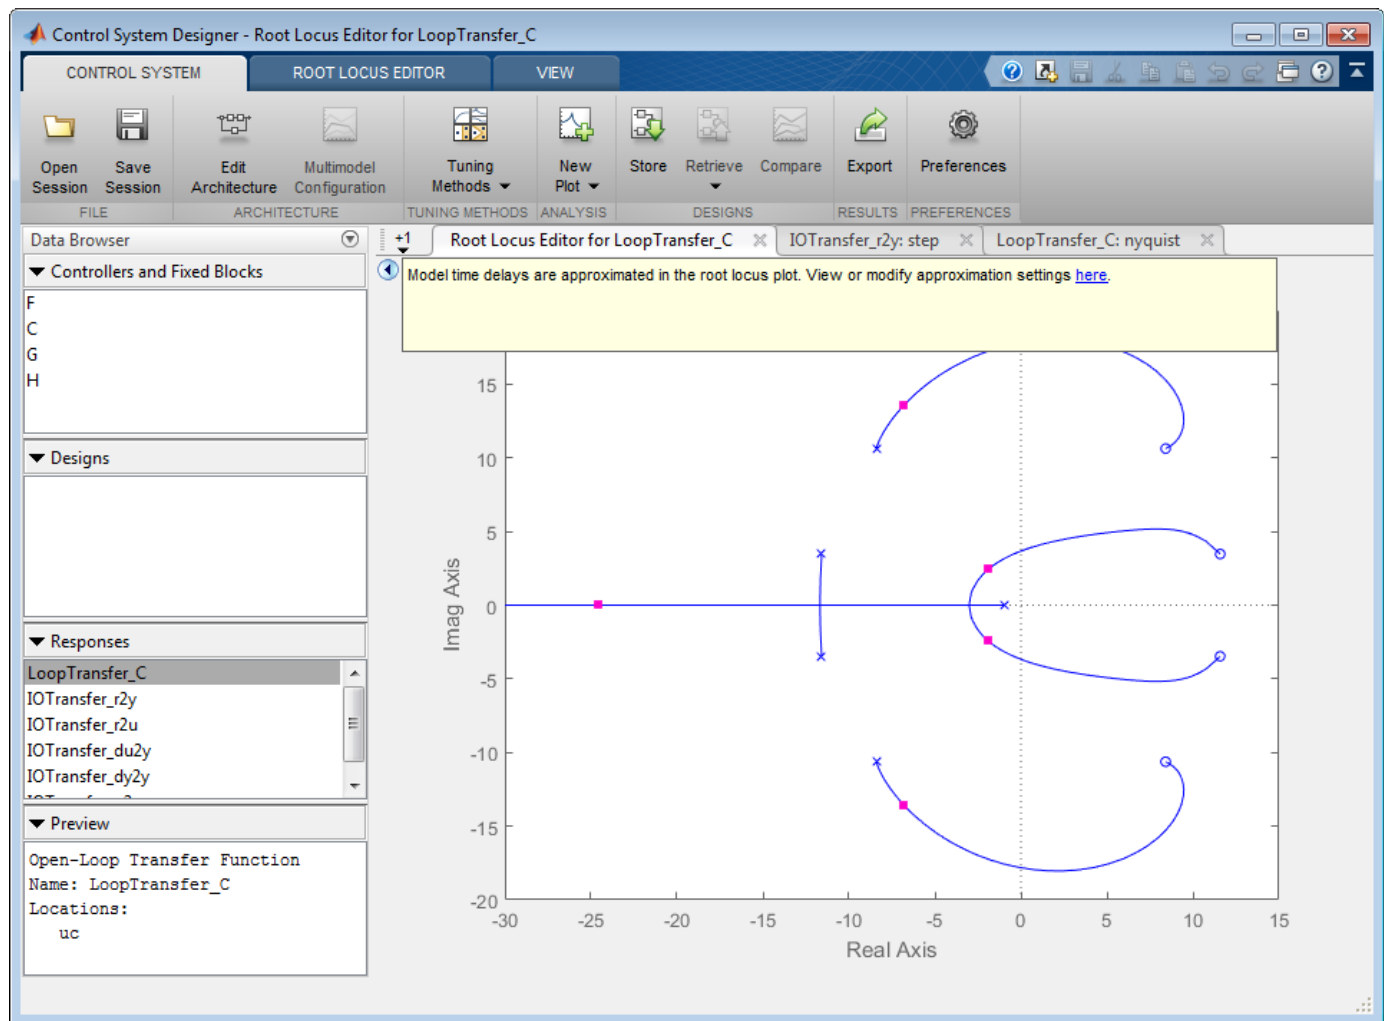 Control System Designer - Root Locus Editor for LoopTransfer_C
CONTROL SYSTEM ROOT LOCUS EDITOR VIEW
Open Session
Save Session
Edit Architecture
Multimodel Configuration
Tuning Methods
New Plot
Store
Retrieve
Compare
Export
Preferences
FILE ARCHITECTURE TUNING METHODS ANALYSIS DESIGNS RESULTS PREFERENCES
Data Browser
+1
Root Locus Editor for LoopTransfer_C
IOTransfer_r2y: step
LoopTransfer_C: nyquist
Controllers and Fixed Blocks
F
C
G
H
Designs
Responses
LoopTransfer_C
IOTransfer_r2y
IOTransfer_r2u
IOTransfer_du2y
IOTransfer_dy2y
Preview
Open-Loop Transfer Function
Name: LoopTransfer_C
Locations:
uc
Model time delays are approximated in the root locus plot. View or modify approximation settings here.
15
10
5
0
-5
-10
-15
-20
Imag Axis
-30 -25 -20 -15 -10 -5 0 5 10 15
Real Axis